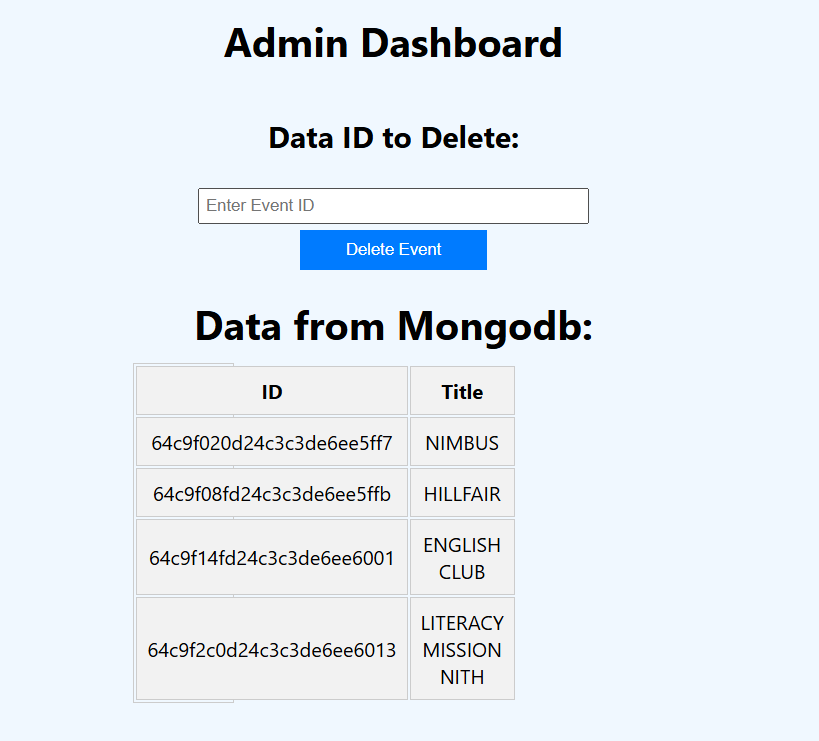 Admin Dashboard
Data ID to Delete:
Enter Event ID
Delete Event
Data from Mongodb:
ID Title
64c9f020d24c3c3de6ee5ff7 NIMBUS
64c9f08fd24c3c3de6ee5ffb HILLFAIR
64c9f14fd24c3c3de6ee6001 ENGLISH
CLUB
64c9f2c0d24c3c3de6ee6013 LITERACY
MISSION
NITH